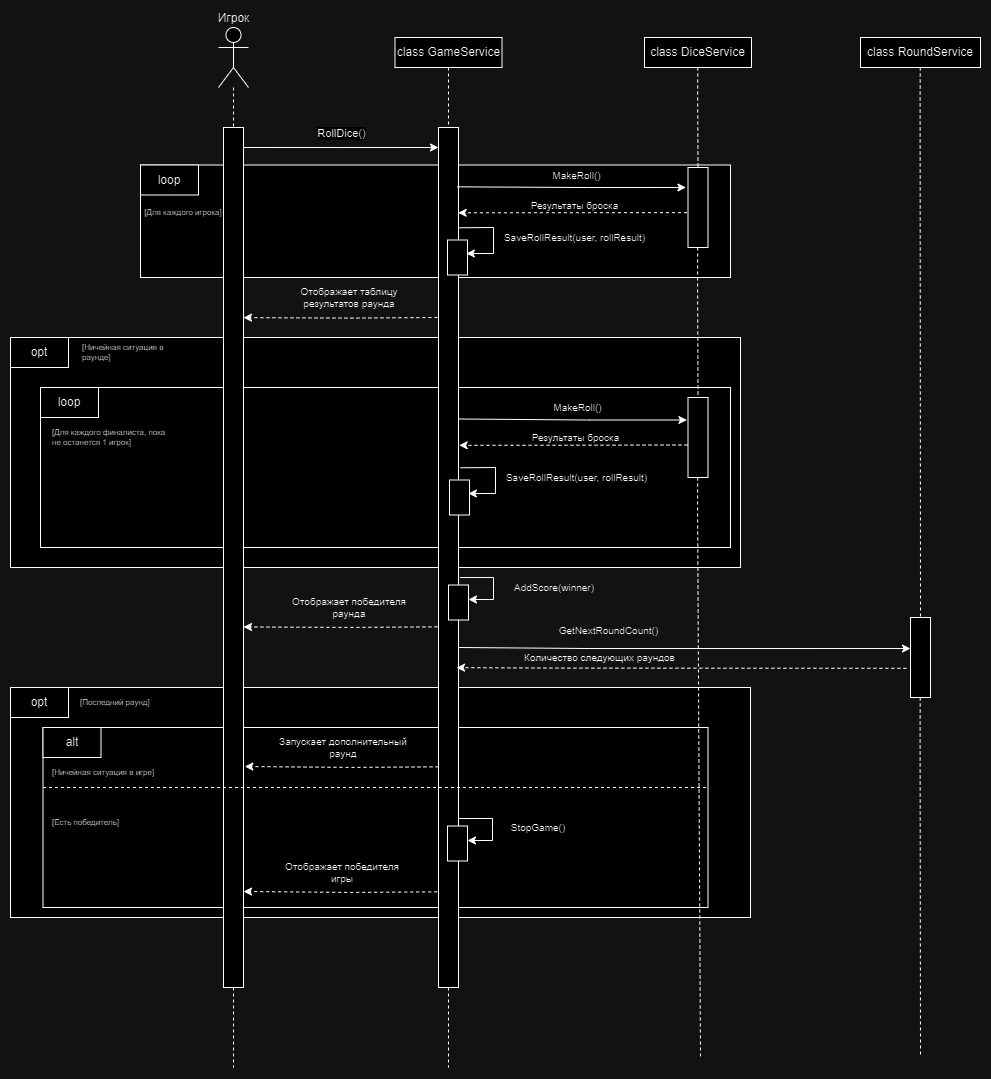 Игрок
class GameService
class DiceService
class RoundService
RollDice()
loop
MakeRoll()
[Для каждого игрока]
Результаты броска
SaveRollResult(user, rollResult)
Отображает таблицу
результатов раунда
opt
[Ничейная ситуация в
раунде]
loop
MakeRoll()
[Для каждого финалиста, пока
не останется 1 игрок]
Результаты броска
SaveRollResult(user, rollResult)
AddScore(winner)
Отображает победителя
раунда
GetNextRoundCount()
Количество следующих раундов
opt
[Последний раунд]
alt
Запускает дополнительный
раунд
[Ничейная ситуация в игре]
[Есть победитель]
StopGame()
Отображает победителя
игры